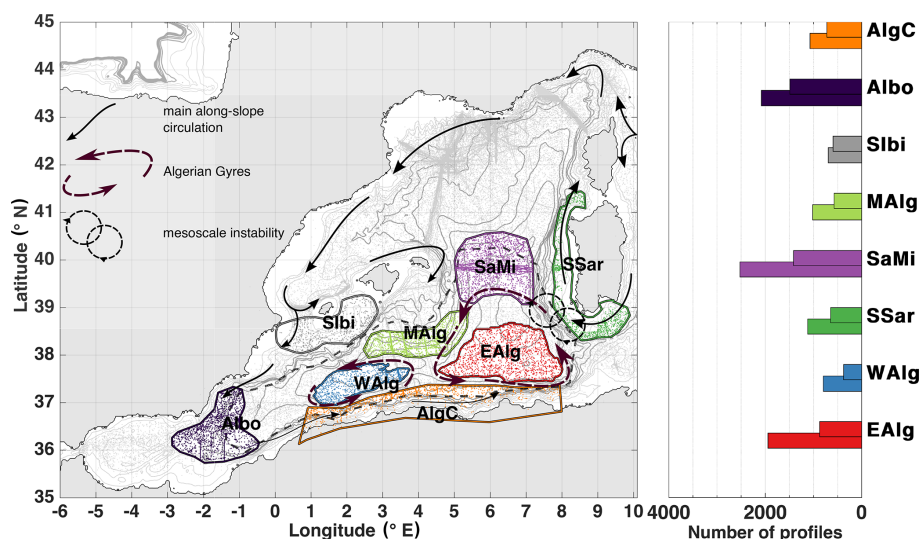 45
44
43
42
41
40
39
38
37
36
35
Latitude (° N)
-6 -5 -4 -3 -2 -1 0 1 2 3 4 5 6 7 8 9 10
Longitude (° E)
main along-slope
circulation
Algerian Gyres
mesoscale instability
SaMi
SSar
SIbi
MAlg
EAlg
WAlg
Albo
AlgC
AlgC
Albo
SIbi
MAlg
SaMi
SSar
WAlg
EAlg
4000 2000 0
Number of profiles